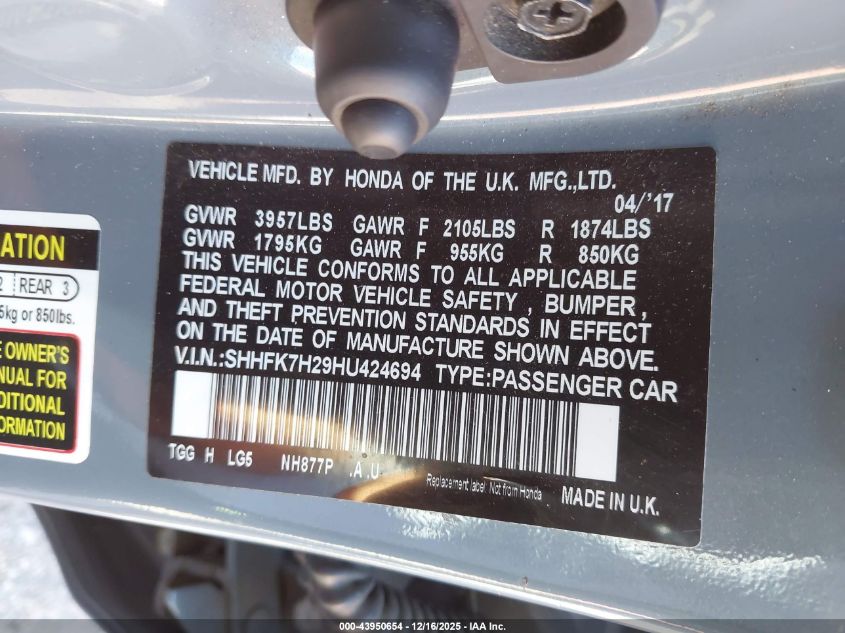 VEHICLE MFD. BY HONDA OF THE U.K. MFG.,LTD.
04/'17
GVWR 3957LBS GAWR F 2105LBS R 1874LBS
GVWR 1795KG GAWR F 955KG R 850KG
THIS VEHICLE CONFORMS TO ALL APPLICABLE
FEDERAL MOTOR VEHICLE SAFETY , BUMPER ,
AND THEFT PREVENTION STANDARDS IN EFFECT
ON THE DATE OF MANUFACTURE SHOWN ABOVE.
V.I.N.:SHHFK7H29HU424694 TYPE:PASSENGER CAR
TGG H LG5 NH877P .A .U
Replacement label Not from Honda
MADE IN U.K.
ATION
2 REAR 3
5kg or 850lbs.
E OWNER'S
NUAL FOR
DITIONAL
FORMATION
000-43950654 - 12/16/2025 - IAA Inc.